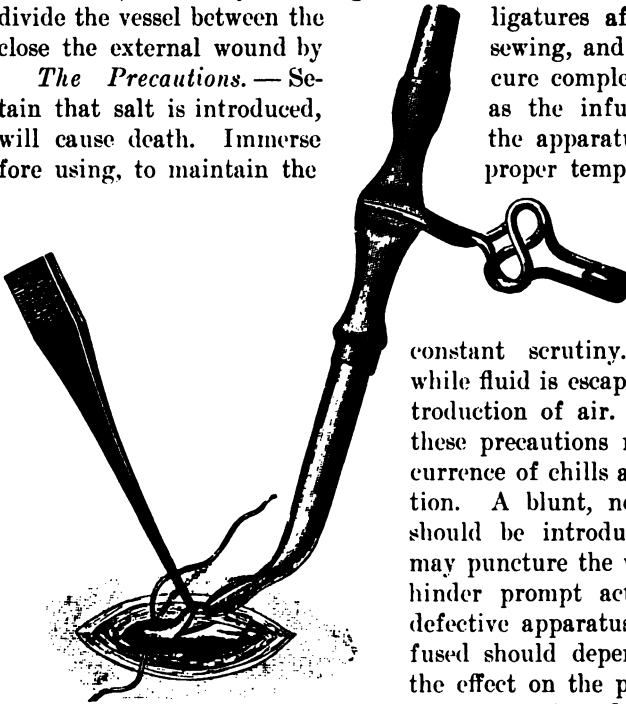 divide the vessel between the ligatures af
close the external wound by sewing, and
The Precautions. — Se- cure comple
tain that salt is introduced, as the infu
will cause death. Immerse the apparatu
fore using, to maintain the proper temp
constant scrutiny.
while fluid is escap
troduction of air.
these precautions
currence of chills a
tion. A blunt, ne
should be introdu
may puncture the
hinder prompt act
defective apparatus
fused should depen
the effect on the p